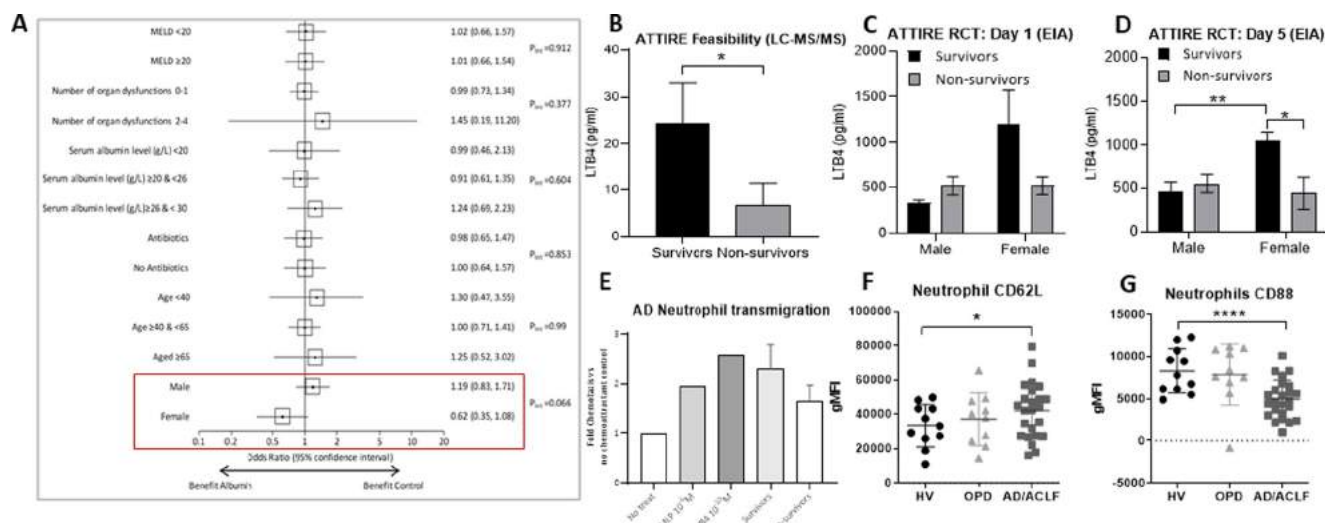 A
MELD <20 1.02 (0.66, 1.57)
Pint =0.912
MELD ≥20 1.01 (0.66, 1.54)
Number of organ dysfunctions 0-1 0.99 (0.73, 1.34)
Pint =0.377
Number of organ dysfunctions 2-4 1.45 (0.19, 11.20)
Serum albumin level (g/L) <20 0.99 (0.46, 2.13)
Serum albumin level (g/L) ≥20 & <26 0.91 (0.61, 1.35) Pint =0.604
Serum albumin level (g/L)≥26 & < 30 1.24 (0.69, 2.23)
Antibiotics 0.98 (0.65, 1.47)
Pint =0.853
No Antibiotics 1.00 (0.64, 1.57)
Age <40 1.30 (0.47, 3.55)
Age ≥40 & <65 1.00 (0.71, 1.41) Pint =0.99
Aged ≥65 1.25 (0.52, 3.02)
Male 1.19 (0.83, 1.71)
Pint =0.066
Female 0.62 (0.35, 1.08)
0.1 0.2 0.5 1 2 5 10 20
Odds Ratio (95% confidence interval)
Benefit Albumin Benefit Control
B
ATTIRE Feasibility (LC-MS/MS)
*
LTB4 (pg/ml)
40
30
20
10
0
Survivors Non-survivors
C
ATTIRE RCT: Day 1 (EIA)
Survivors
Non-survivors
LTB4 (pg/ml)
2000
1500
1000
500
0
Male Female
D
ATTIRE RCT: Day 5 (EIA)
Survivors
Non-survivors
**
*
LTB4 (pg/ml)
2000
1500
1000
500
0
Male Female
E
AD Neutrophil transmigration
Fold Chemotaxis vs
no chemoattractant control
3
2
1
0
No treat
Survivors
F
Neutrophil CD62L
*
gMFI
100000
80000
60000
40000
20000
0
HV OPD AD/ACLF
G
Neutrophils CD88
****
gMFI
15000
10000
5000
0
-5000
HV OPD AD/ACLF